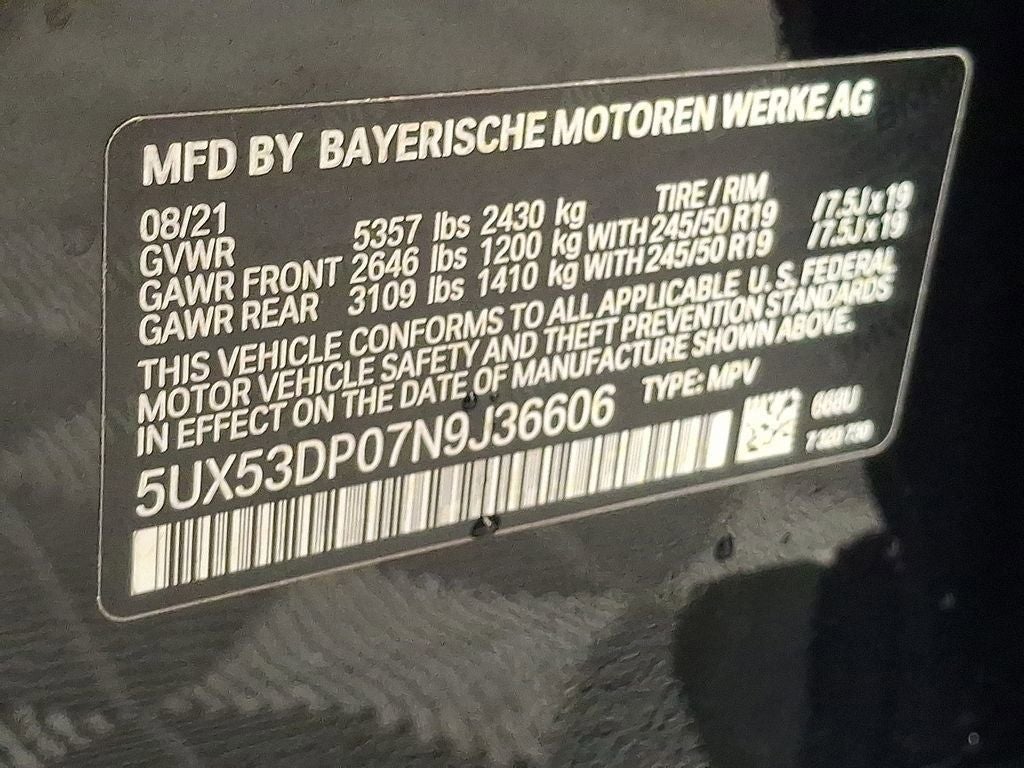 MFD BY BAYERISCHE MOTOREN WERKE AG
08/21 TIRE / RIM
GVWR 5357 lbs 2430 kg
GAWR FRONT 2646 lbs 1200 kg WITH 245/50 R19 /7.5J x 19
GAWR REAR 3109 lbs 1410 kg WITH 245/50 R19 /7.5J x 19
THIS VEHICLE CONFORMS TO ALL APPLICABLE U. S. FEDERAL
MOTOR VEHICLE SAFETY AND THEFT PREVENTION STANDARDS
IN EFFECT ON THE DATE OF MANUFACTURE SHOWN ABOVE.
5UX53DP07N9J36606 TYPE: MPV